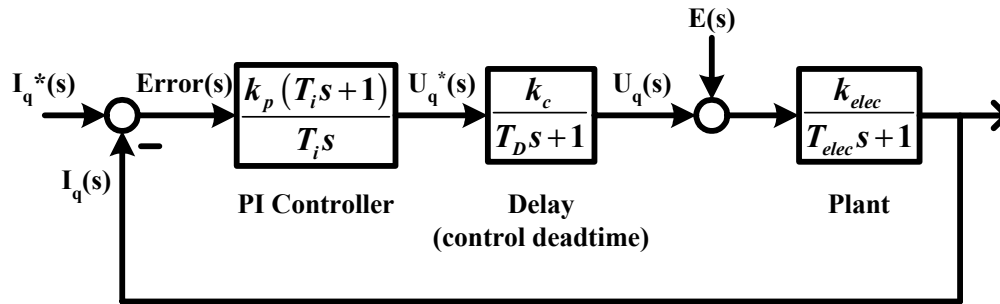 E(s)
I_q*(s)
Error(s)
k_p (T_i s+1)
T_i s
U_q^*(s)
k_c
T_D s+1
U_q(s)
k_elec
T_elec s+1
I_q(s)
PI Controller
Delay
(control deadtime)
Plant